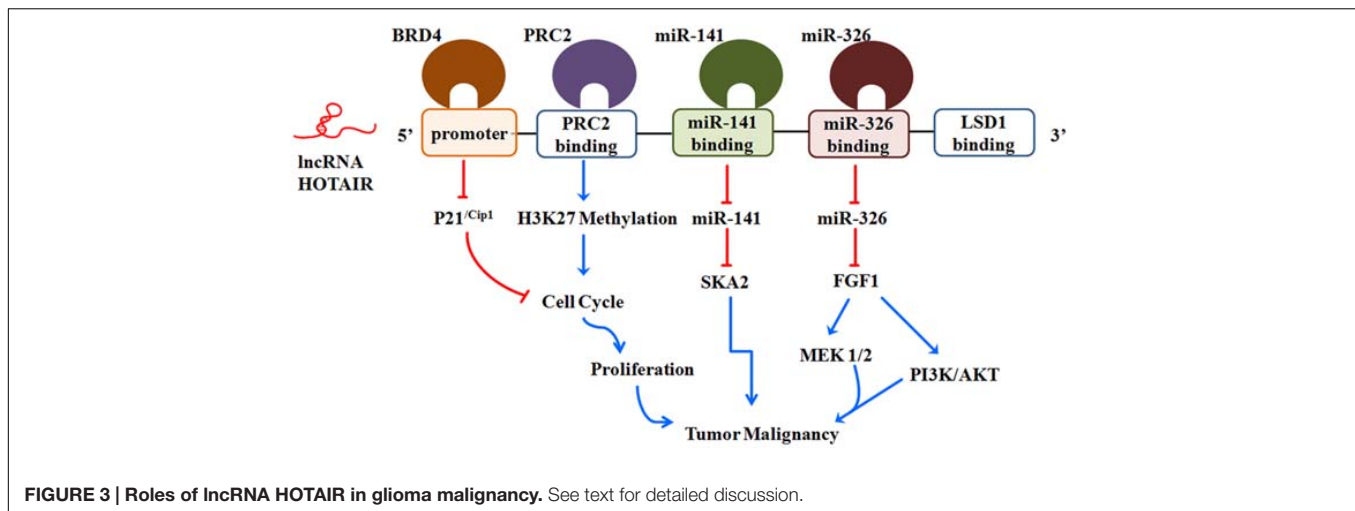 BRD4 PRC2 miR-141 miR-326
lncRNA
HOTAIR
5’ promoter PRC2 binding miR-141 binding miR-326 binding LSD1 binding 3’
P21/Cip1 H3K27 Methylation miR-141 miR-326
SKA2 FGF1
Cell Cycle
MEK 1/2
Proliferation PI3K/AKT
Tumor Malignancy
FIGURE 3 | Roles of lncRNA HOTAIR in glioma malignancy. See text for detailed discussion.